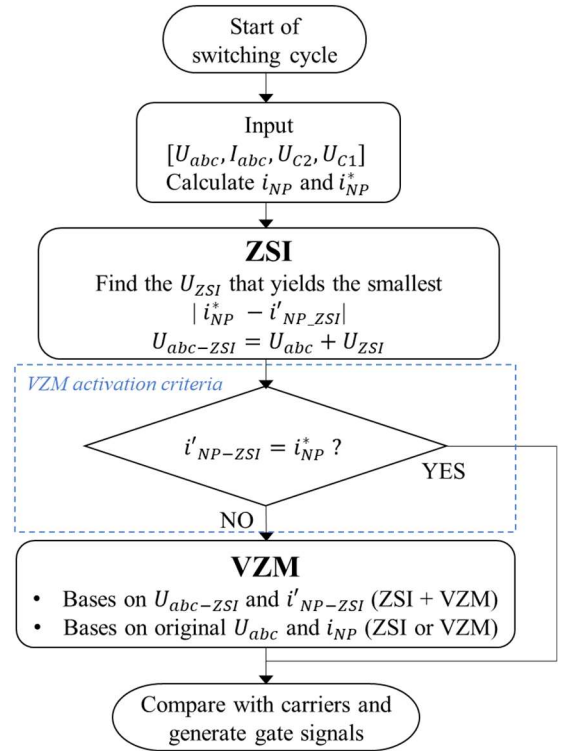 Start of
switching cycle
Input
[U_abc, I_abc, U_C2, U_C1]
Calculate i_NP and i*_NP
ZSI
Find the U_ZSI that yields the smallest
| i*_NP − i′_NP_ZSI|
U_abc−ZSI = U_abc + U_ZSI
VZM activation criteria
i′_NP−ZSI = i*_NP ?
YES
NO
VZM
• Bases on U_abc−ZSI and i′_NP−ZSI (ZSI + VZM)
• Bases on original U_abc and i_NP (ZSI or VZM)
Compare with carriers and
generate gate signals